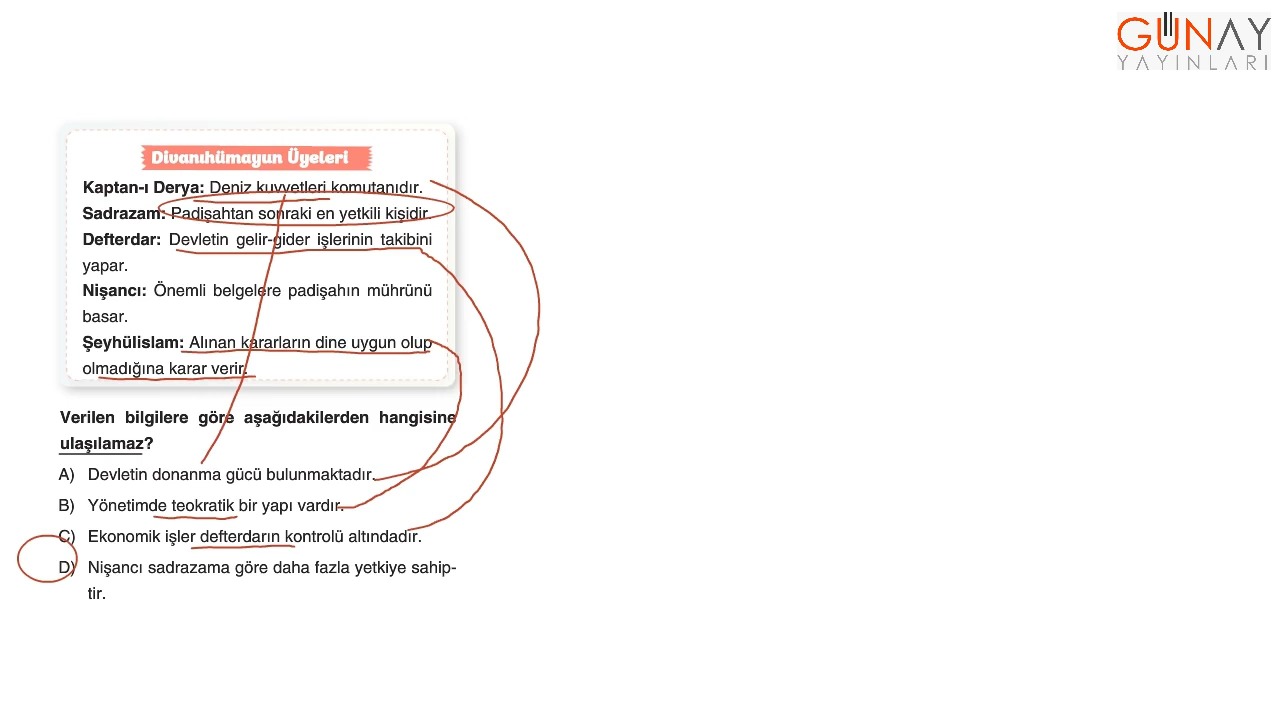 GÜNAY
YAYINLARI
Divanıhümayun Üyeleri
Kaptan-ı Derya: Deniz kuvvetleri komutanıdır.
Sadrazam: Padişahtan sonraki en yetkili kişidir.
Defterdar: Devletin gelir-gider işlerinin takibini
yapar.
Nişancı: Önemli belgelere padişahın mührünü
basar.
Şeyhülislam: Alınan kararların dine uygun olup
olmadığına karar verir.
Verilen bilgilere göre aşağıdakilerden hangisine
ulaşılamaz?
A) Devletin donanma gücü bulunmaktadır.
B) Yönetimde teokratik bir yapı vardır.
C) Ekonomik işler defterdarın kontrolü altındadır.
D) Nişancı sadrazama göre daha fazla yetkiye sahip-
tir.